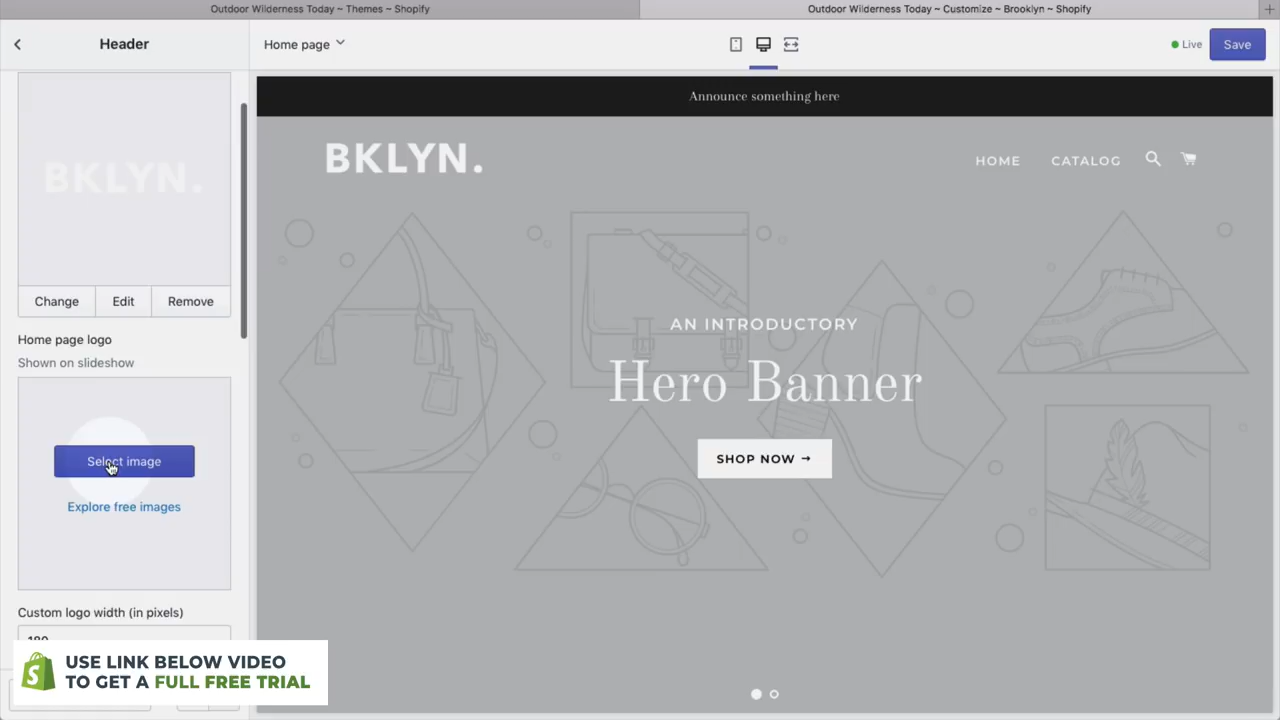 Outdoor Wilderness Today ~ Themes ~ Shopify
Outdoor Wilderness Today ~ Customize ~ Brooklyn ~ Shopify
Header
Home page
Live
Save
Announce something here
BKLYN.
BKLYN.
HOME
CATALOG
Change
Edit
Remove
Home page logo
Shown on slideshow
AN INTRODUCTORY
Hero Banner
SHOP NOW →
Select image
Explore free images
Custom logo width (in pixels)
180
USE LINK BELOW VIDEO
TO GET A FULL FREE TRIAL